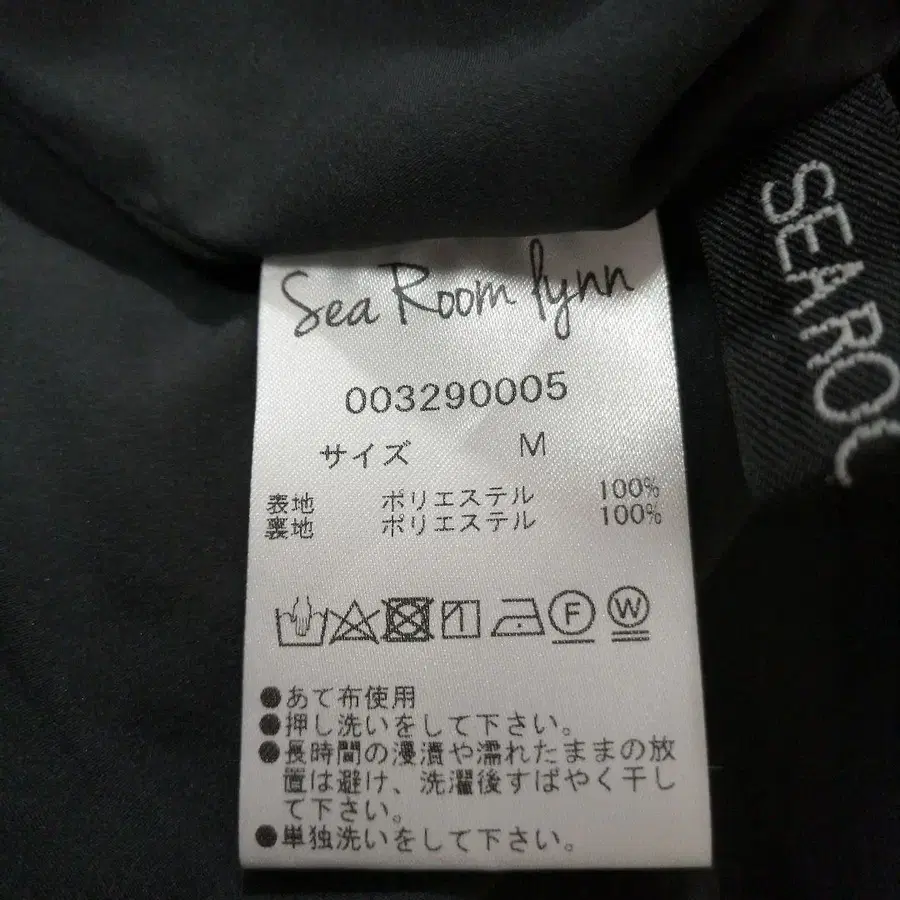 Sea Room lynn
003290005
サイズ M
表地 ポリエステル 100%
裏地 ポリエステル 100%
F W
●あて布使用
●押し洗いをして下さい。
●長時間の浸漬や濡れたままの放
置は避け、洗濯後すばやく干し
て下さい。
●単独洗いをして下さい。
SEAROO